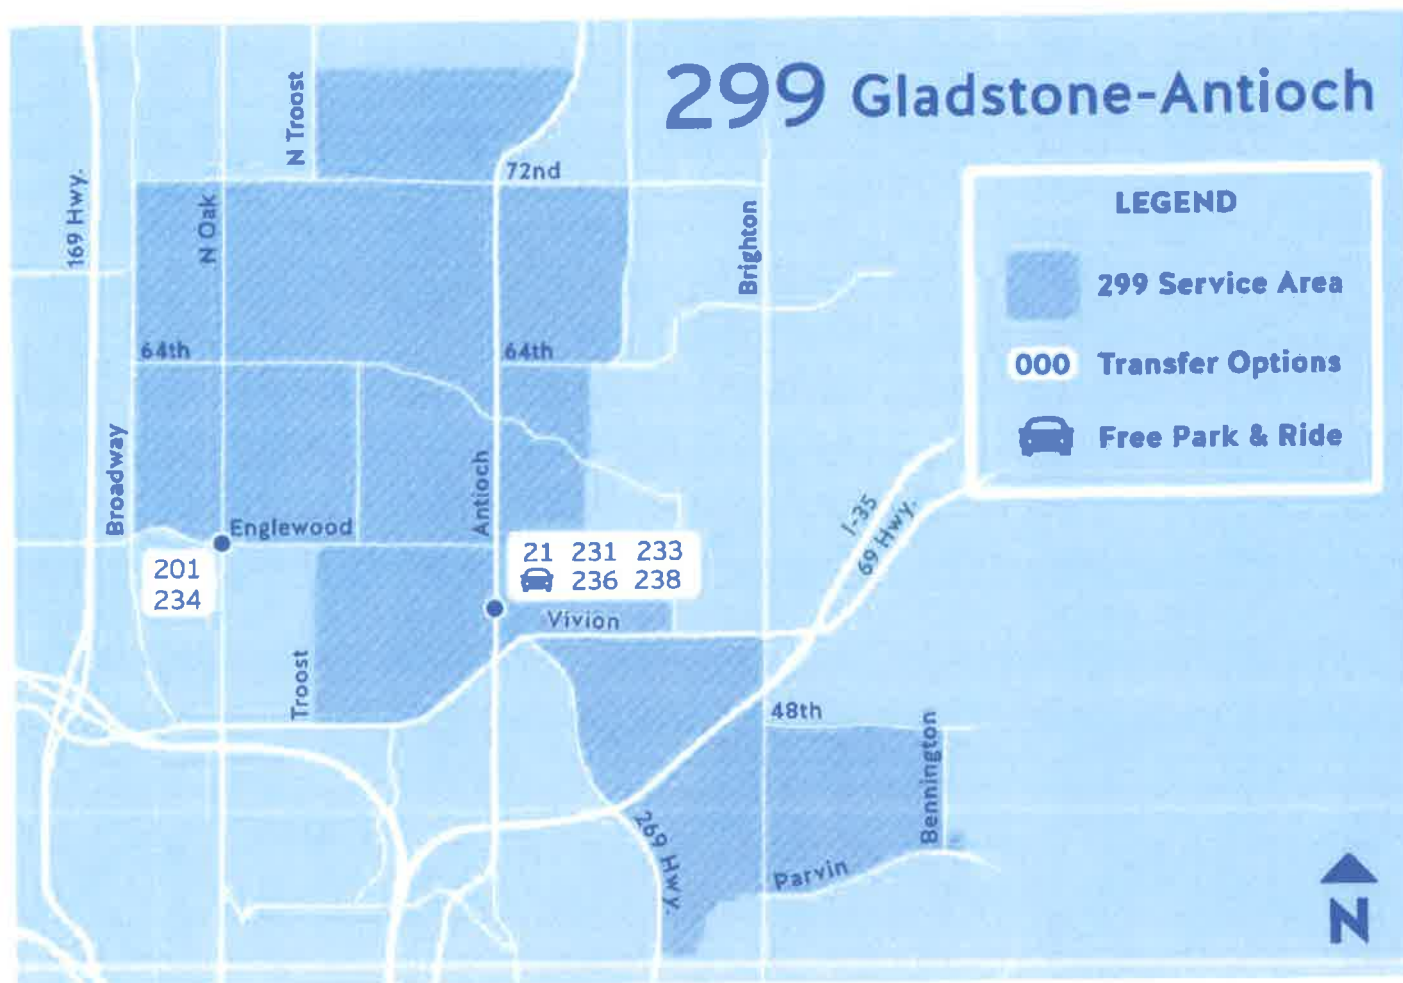 299 Gladstone-Antioch
N Troost
72nd
169 Hwy.
N Oak
Brighton
LEGEND
299 Service Area
000 Transfer Options
Free Park & Ride
64th
64th
Broadway
Antioch
Englewood
201
234
21 231 233
236 238
I-35
69 Hwy.
Vivion
Troost
48th
Bennington
269 Hwy.
Parvin
N